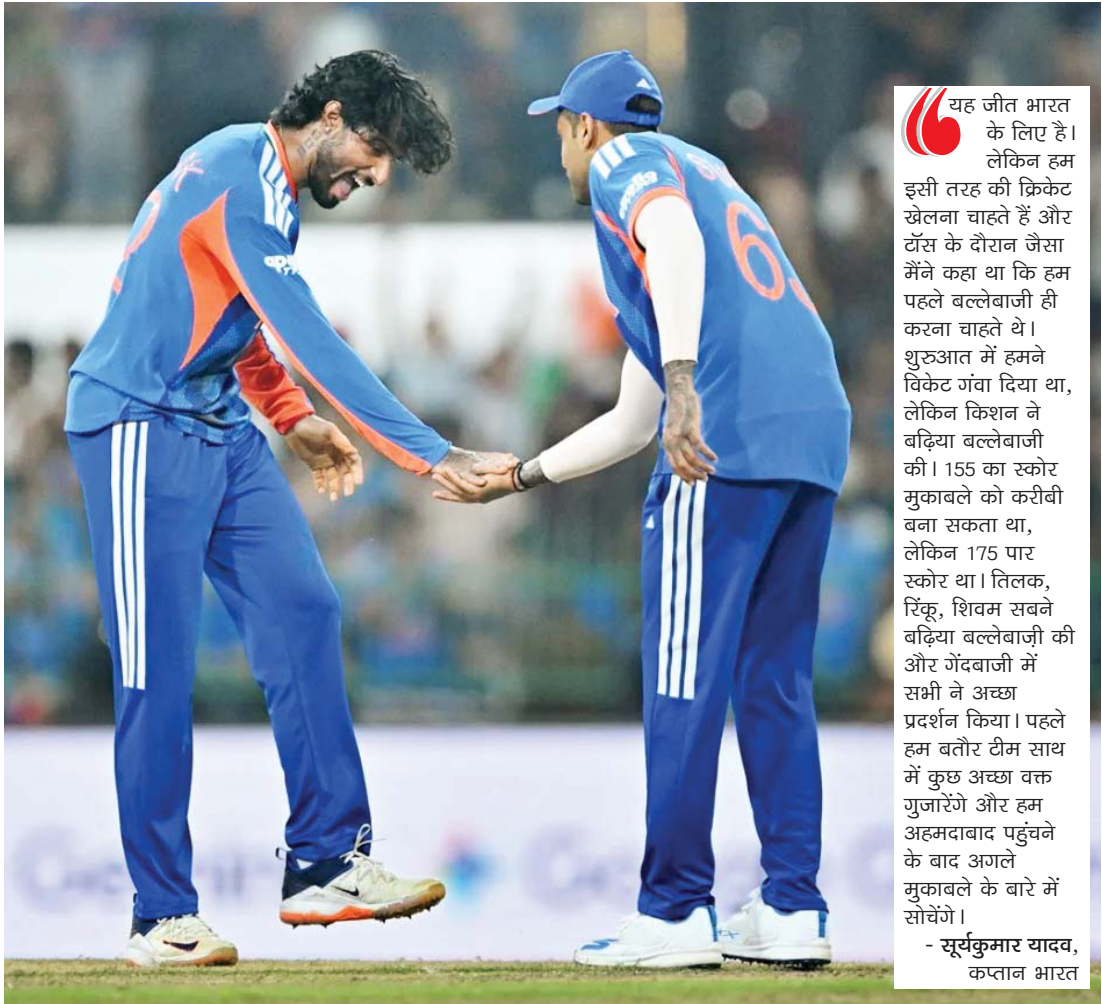 यह जीत भारत
के लिए है।
लेकिन हम
इसी तरह की क्रिकेट
खेलना चाहते हैं और
टॉस के दौरान जैसा
मैंने कहा था कि हम
पहले बल्लेबाजी ही
करना चाहते थे।
शुरुआत में हमने
विकेट गंवा दिया था,
लेकिन किशन ने
बढ़िया बल्लेबाजी
की। 155 का स्कोर
मुकाबले को करीबी
बना सकता था,
लेकिन 175 पार
स्कोर था। तिलक,
रिंकू, शिवम सबने
बढ़िया बल्लेबाज़ी की
और गेंदबाजी में
सभी ने अच्छा
प्रदर्शन किया। पहले
हम बतौर टीम साथ
में कुछ अच्छा वक्त
गुजारेंगे और हम
अहमदाबाद पहुंचने
के बाद अगले
मुकाबले के बारे में
सोचेंगे।
- सूर्यकुमार यादव,
कप्तान भारत